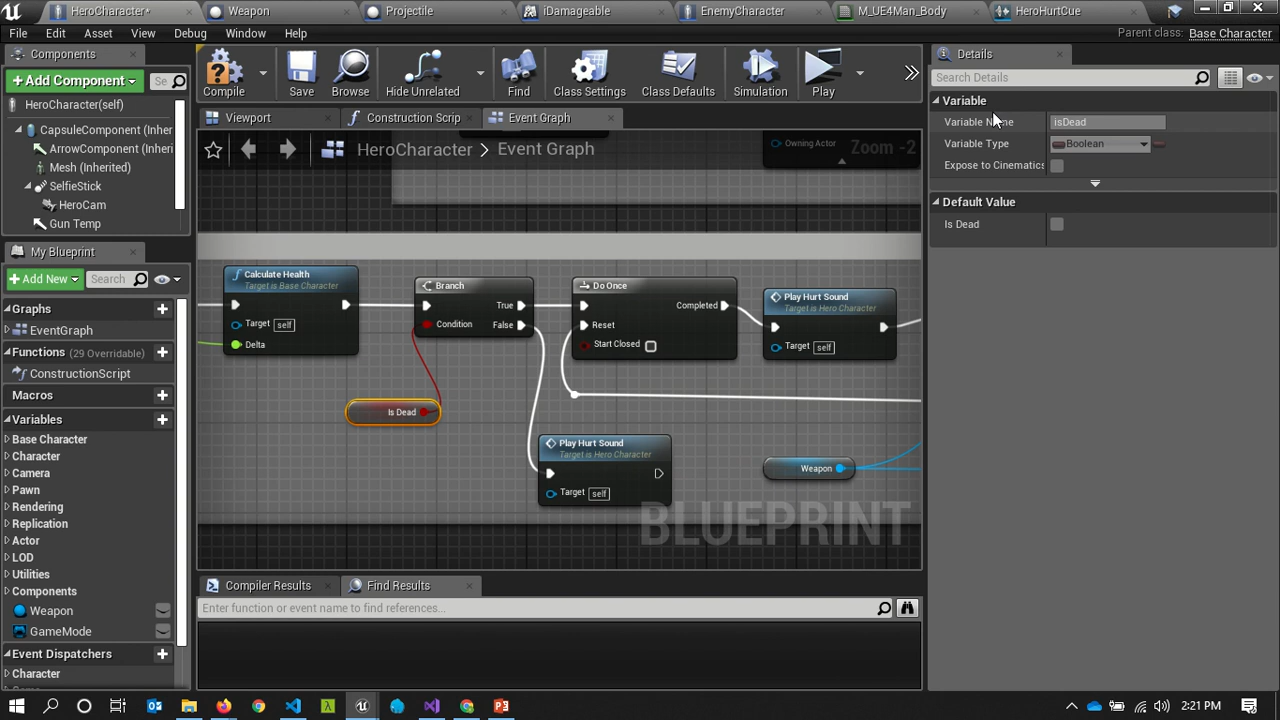 HeroCharacter*
Weapon
Projectile
iDamageable
EnemyCharacter
M_UE4Man_Body
HeroHurtCue
File Edit Asset View Debug Window Help
Parent class: Base Character
Components
+Add Component
Se
HeroCharacter(self)
CapsuleComponent (Inher
ArrowComponent (Inheri
Mesh (Inherited)
SelfieStick
HeroCam
Gun Temp
My Blueprint
+Add New
Search
Graphs
EventGraph
Functions (29 Overridable)
ConstructionScript
Macros
Variables
Base Character
Character
Camera
Pawn
Rendering
Replication
Actor
LOD
Utilities
Components
Weapon
GameMode
Event Dispatchers
Character
Compile
Save
Browse
Hide Unrelated
Find
Class Settings
Class Defaults
Simulation
Play
Viewport
Construction Scrip
Event Graph
HeroCharacter > Event Graph
Owning Actor
Zoom -2
Calculate Health
Target is Base Character
Target self
Delta
Branch
True
Condition False
Is Dead
Do Once
Completed
Reset
Start Closed
Play Hurt Sound
Target is Hero Character
Target self
Play Hurt Sound
Target is Hero Character
Target self
Weapon
BLUEPRINT
Compiler Results
Find Results
Enter function or event name to find references...
Details
Search Details
Variable
Variable Name isDead
Variable Type Boolean
Expose to Cinematics
Default Value
Is Dead
2:21 PM